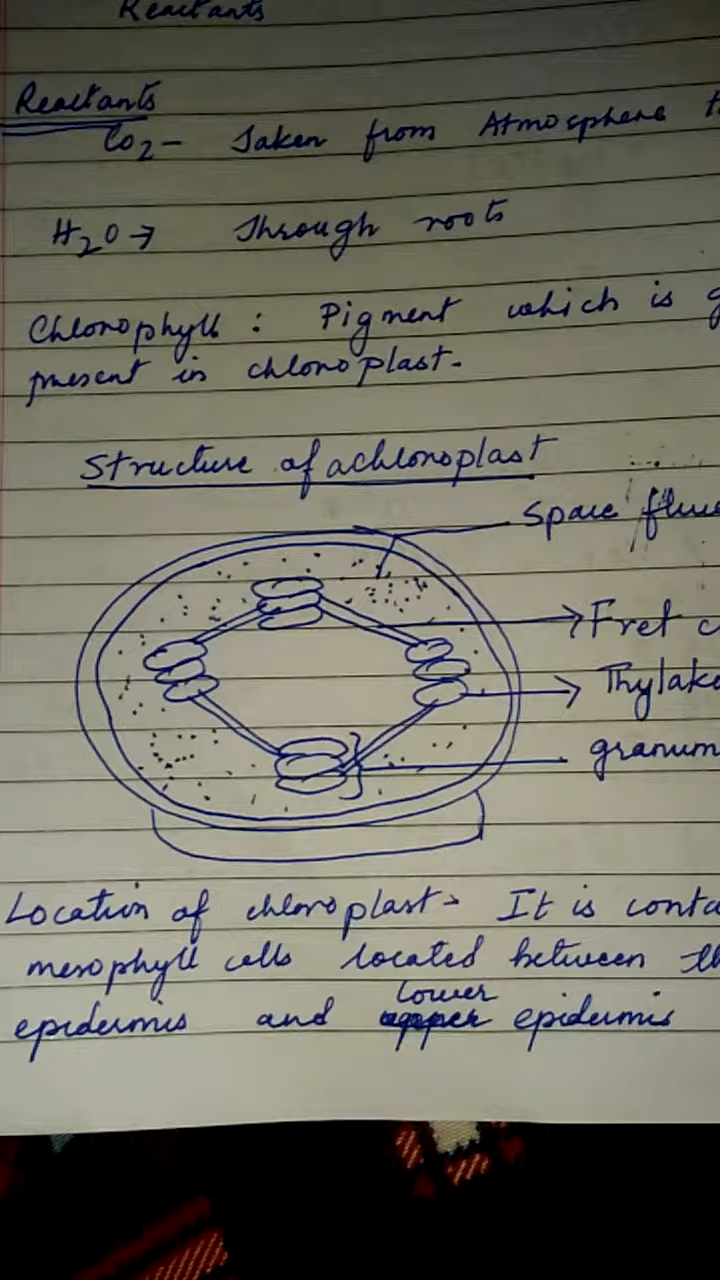 Reactants
Reactants
CO2 - Taken from Atmosphere
H2O → Through roots
Chlorophyll : Pigment which is
present in chloroplast.
Structure of a chloroplast
Space
Fret
Thylako
granum
Location of chloroplast - It is conta
mesophyll cells located between th
lower
epidermis and upper epidermis